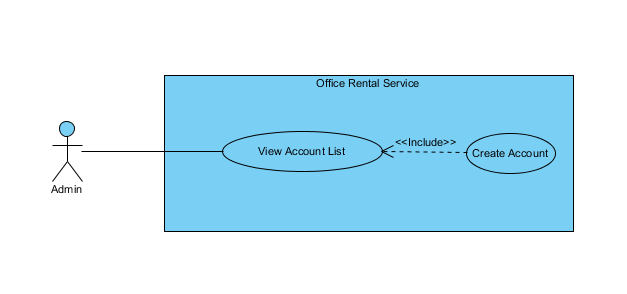 Office Rental Service
<<Include>>
View Account List
Create Account
Admin